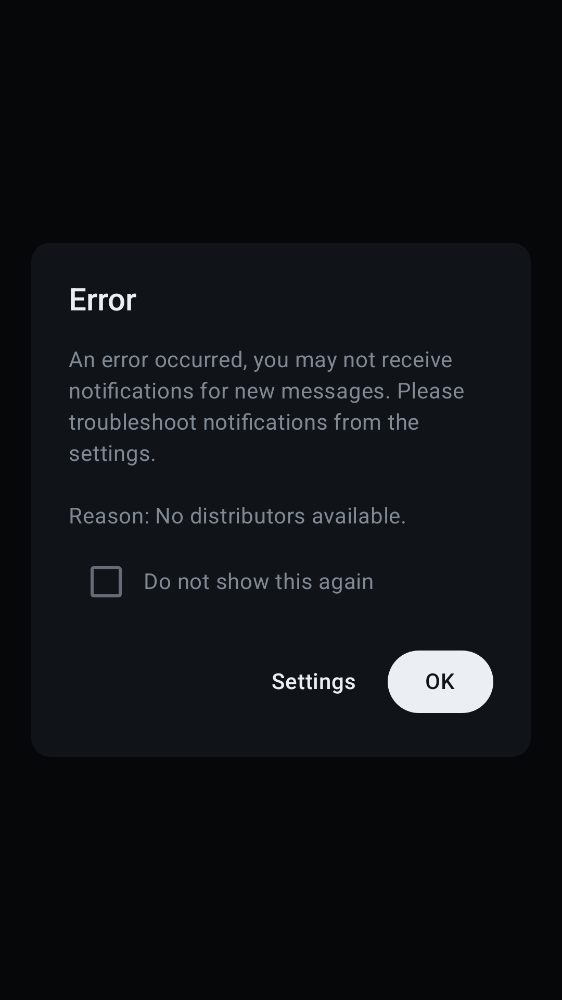 Error
An error occurred, you may not receive
notifications for new messages. Please
troubleshoot notifications from the
settings.
Reason: No distributors available.
Do not show this again
Settings OK